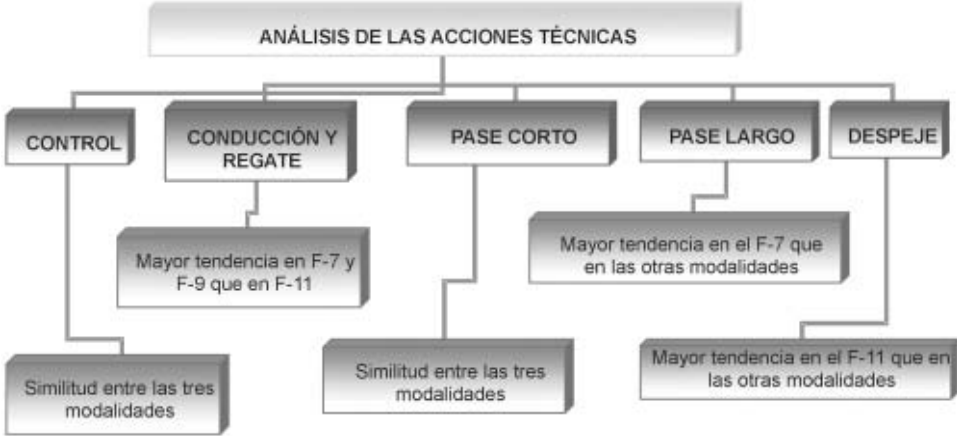 ANÁLISIS DE LAS ACCIONES TÉCNICAS
CONTROL
CONDUCCIÓN Y
REGATE
PASE CORTO
PASE LARGO
DESPEJE
Mayor tendencia en F-7 y
F-9 que en F-11
Mayor tendencia en el F-7 que
en las otras modalidades
Similitud entre las tres
modalidades
Similitud entre las tres
modalidades
Mayor tendencia en el F-11 que en
las otras modalidades